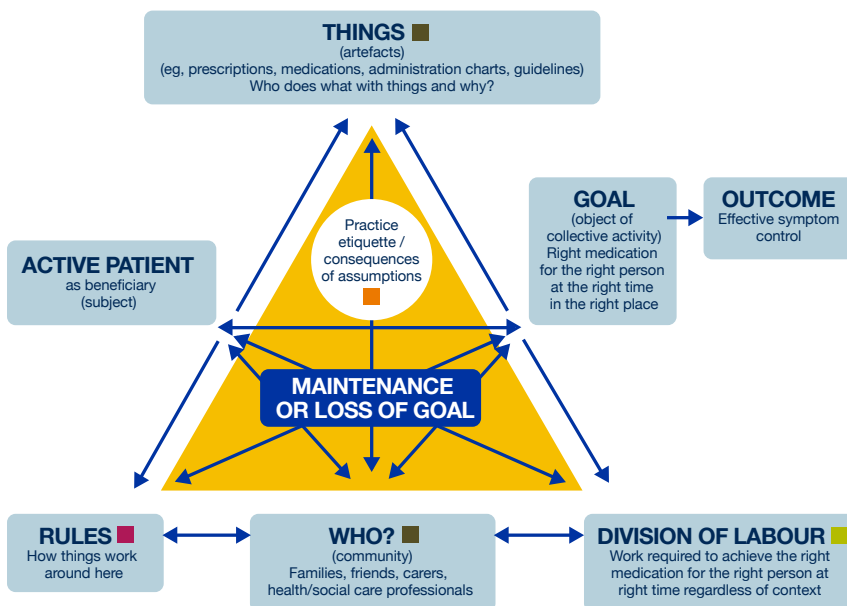 THINGS
(artefacts)
(eg, prescriptions, medications, administration charts, guidelines)
Who does what with things and why?
Practice
etiquette /
consequences
of assumptions
GOAL
(object of
collective activity)
Right medication
for the right person
at the right time
in the right place
OUTCOME
Effective symptom
control
ACTIVE PATIENT
as beneficiary
(subject)
MAINTENANCE
OR LOSS OF GOAL
RULES
How things work
around here
WHO?
(community)
Families, friends, carers,
health/social care professionals
DIVISION OF LABOUR
Work required to achieve the right
medication for the right person at
right time regardless of context